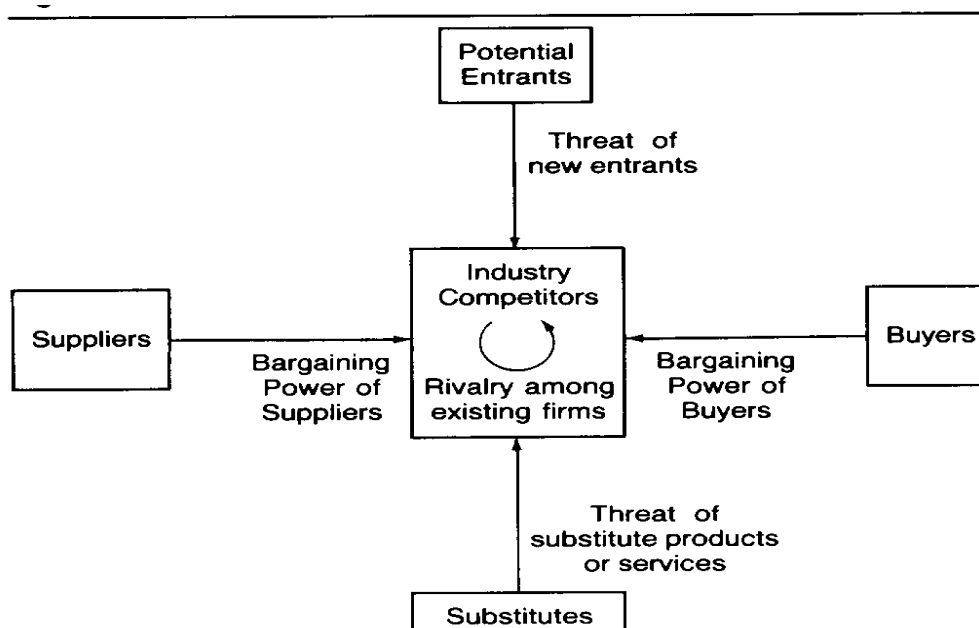 Potential
Entrants
Threat of
new entrants
Industry
Competitors
Suppliers
Buyers
Bargaining
Power of
Suppliers
Rivalry among
existing firms
Bargaining
Power of
Buyers
Threat of
substitute products
or services
Substitutes